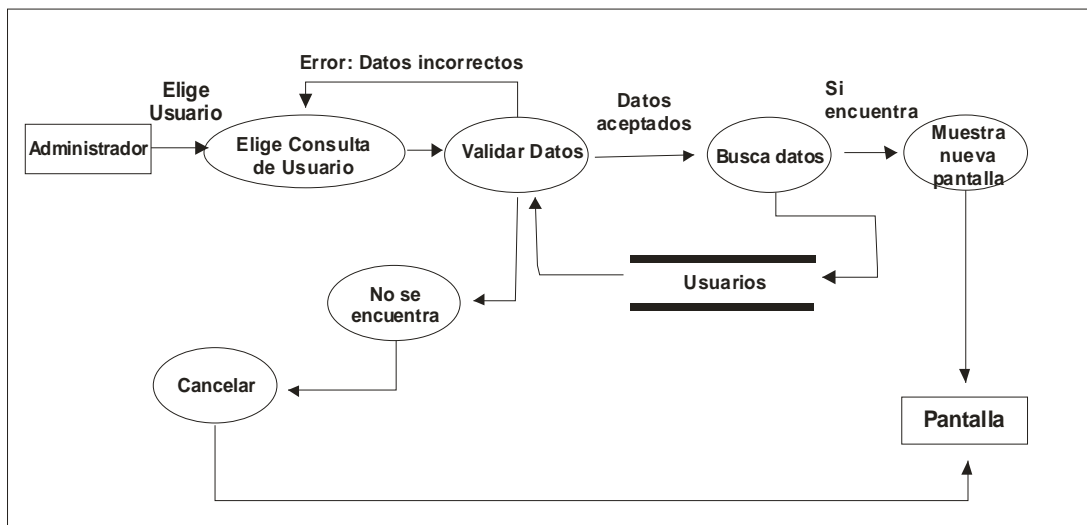 Error: Datos incorrectos
Elige
Usuario
Administrador
Elige Consulta
de Usuario
Validar Datos
Datos
aceptados
Busca datos
Si
encuentra
Muestra
nueva
pantalla
Usuarios
No se
encuentra
Cancelar
Pantalla